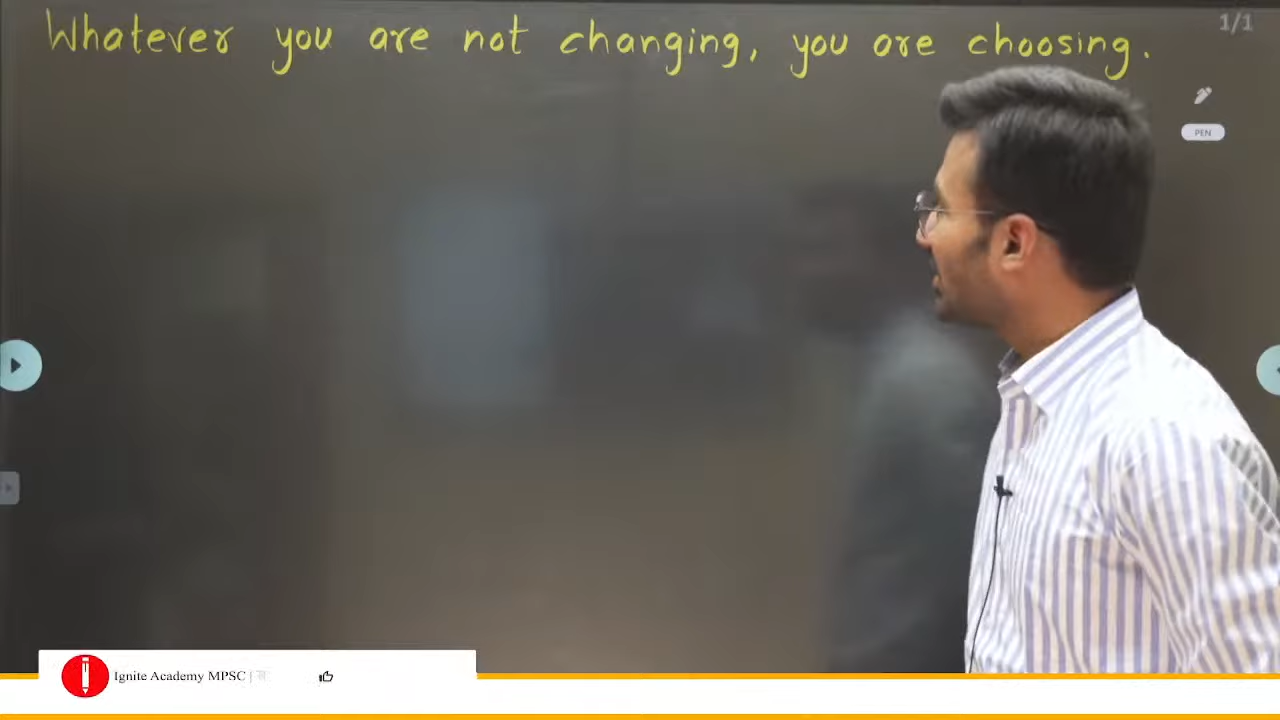 Whatever you are not changing, you are choosing.
1/1
PEN
Ignite Academy MPSC |